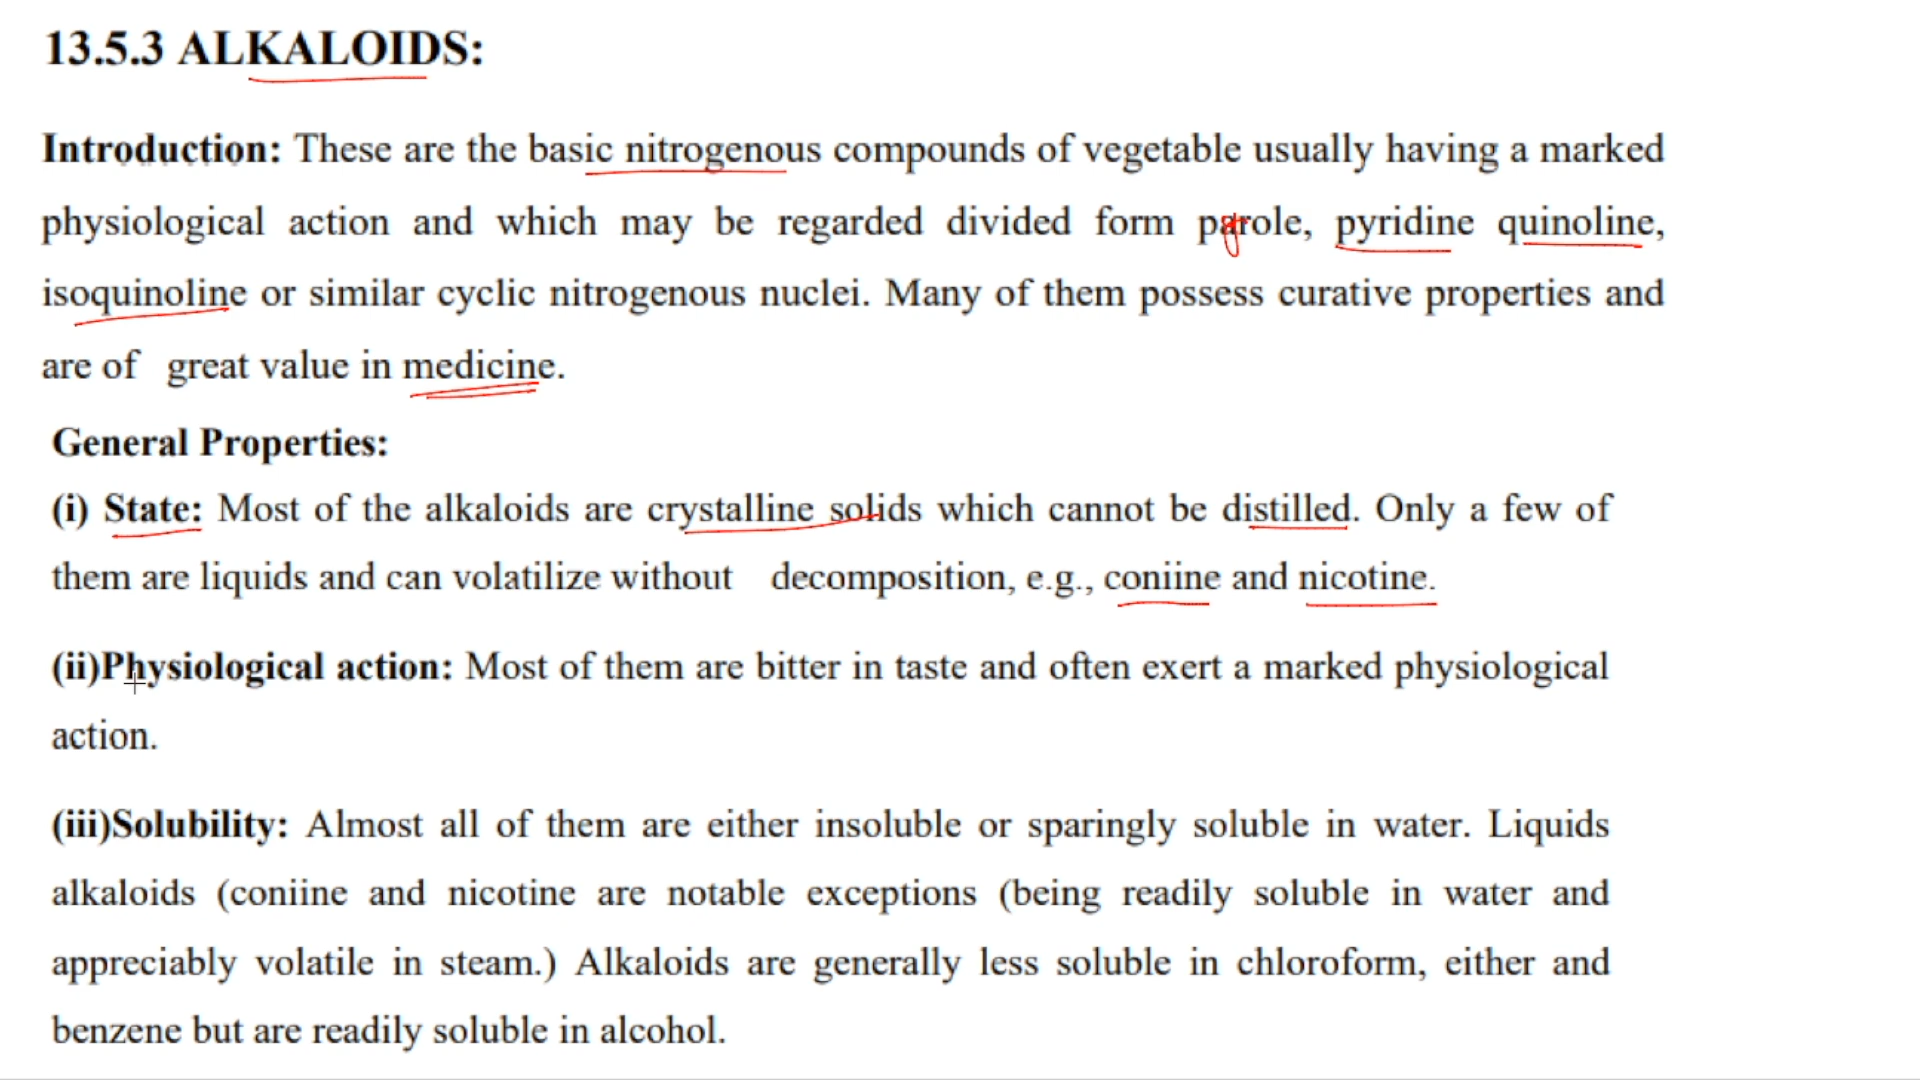 13.5.3 ALKALOIDS:
Introduction: These are the basic nitrogenous compounds of vegetable usually having a marked
physiological action and which may be regarded divided form parole, pyridine quinoline,
isoquinoline or similar cyclic nitrogenous nuclei. Many of them possess curative properties and
are of great value in medicine.
General Properties:
(i) State: Most of the alkaloids are crystalline solids which cannot be distilled. Only a few of
them are liquids and can volatilize without decomposition, e.g., coniine and nicotine.
(ii)Physiological action: Most of them are bitter in taste and often exert a marked physiological
action.
(iii)Solubility: Almost all of them are either insoluble or sparingly soluble in water. Liquids
alkaloids (coniine and nicotine are notable exceptions (being readily soluble in water and
appreciably volatile in steam.) Alkaloids are generally less soluble in chloroform, either and
benzene but are readily soluble in alcohol.